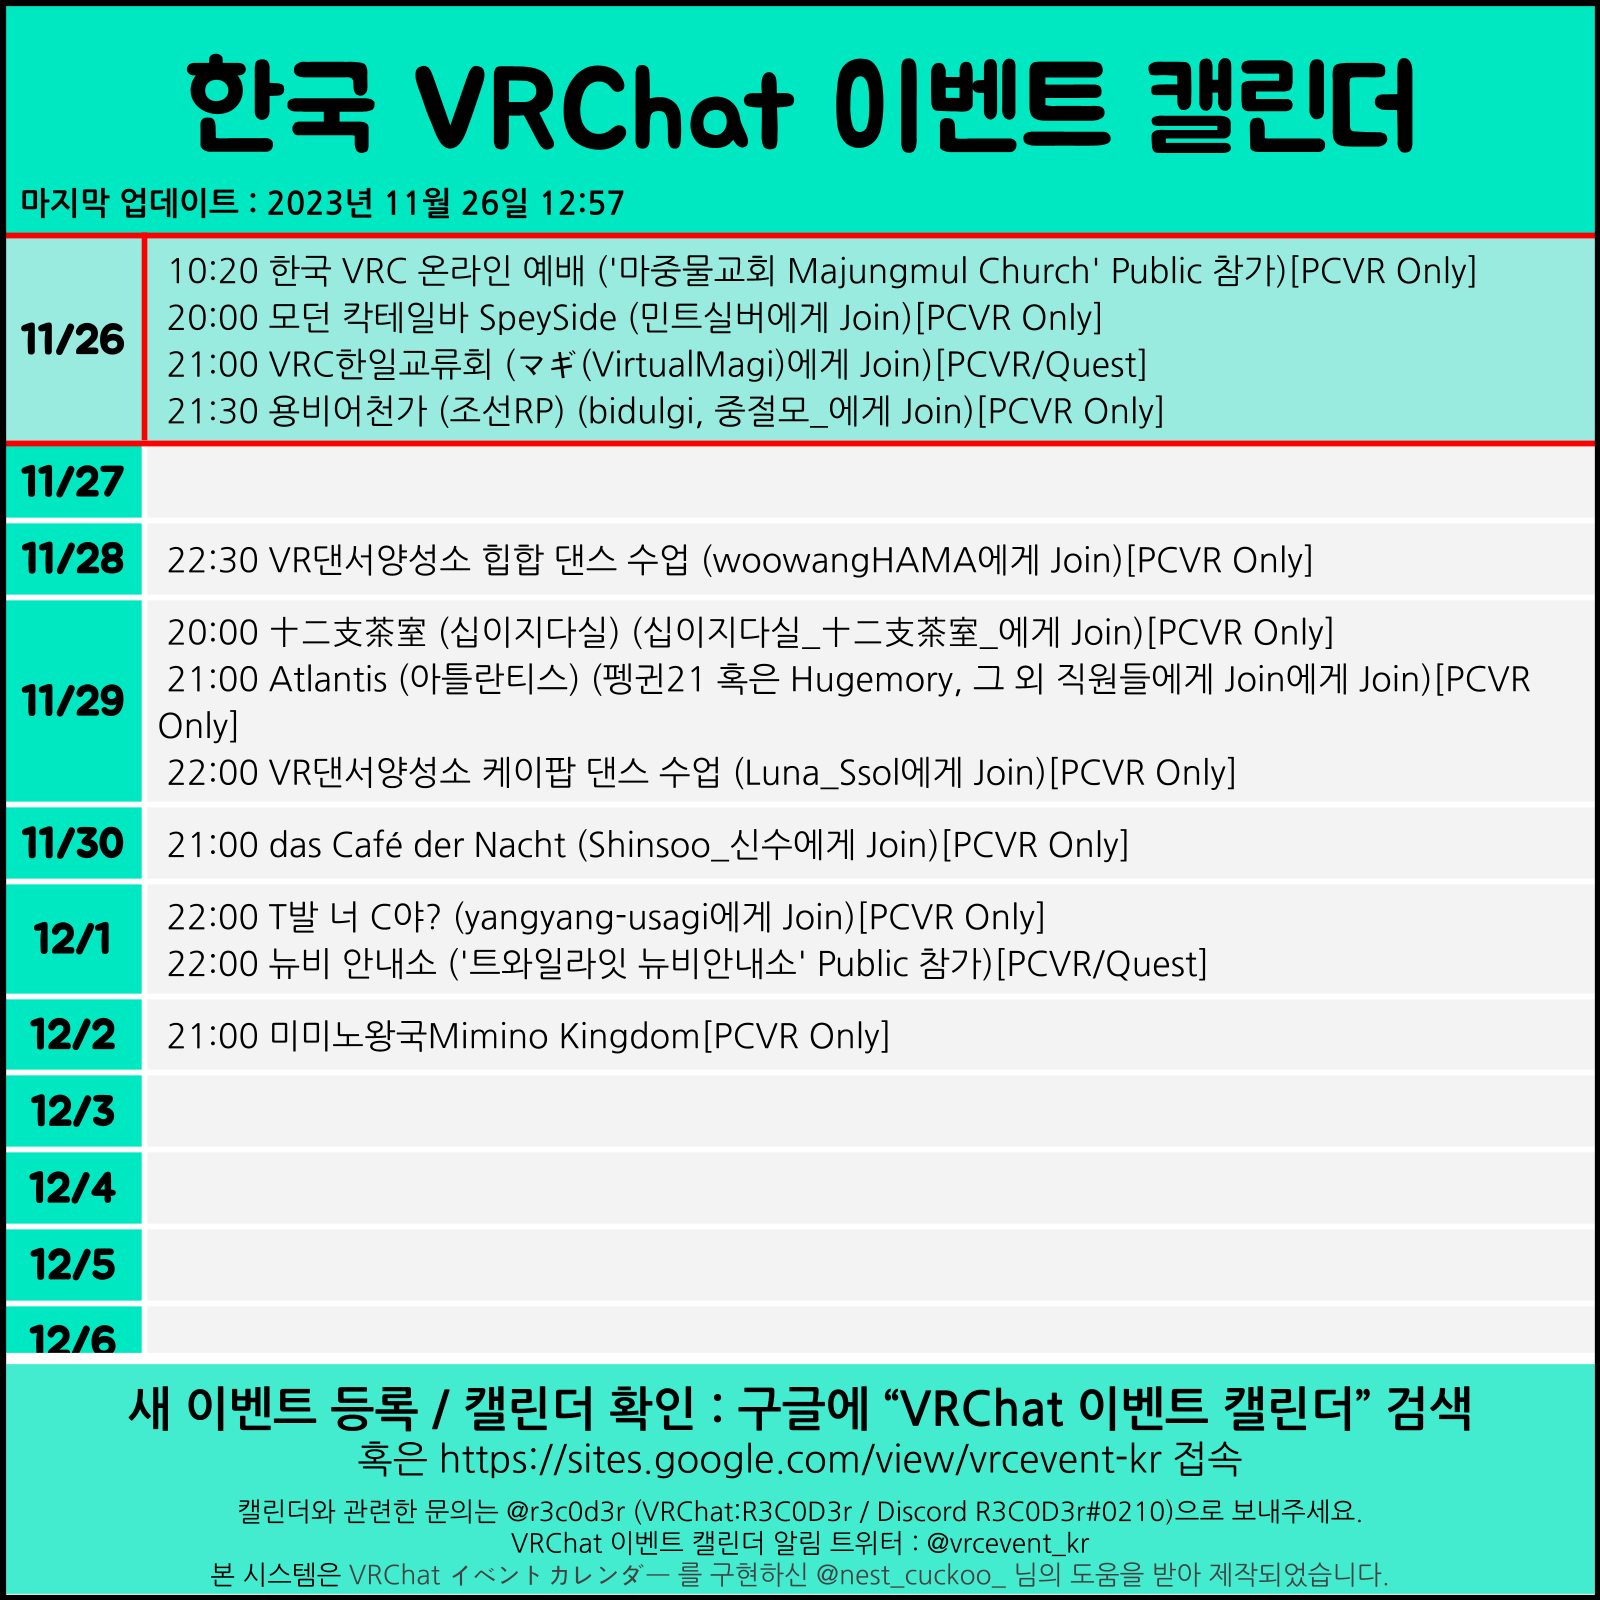 한국 VRChat 이벤트 캘린더
마지막 업데이트 : 2023년 11월 26일 12:57
11/26
10:20 한국 VRC 온라인 예배 ('마중물교회 Majungmul Church' Public 참가)[PCVR Only]
20:00 모던 칵테일바 SpeySide (민트실버에게 Join)[PCVR Only]
21:00 VRC한일교류회 (マギ(VirtualMagi)에게 Join)[PCVR/Quest]
21:30 용비어천가 (조선RP) (bidulgi, 중절모_에게 Join)[PCVR Only]
11/27
11/28
22:30 VR댄서양성소 힙합 댄스 수업 (woowangHAMA에게 Join)[PCVR Only]
11/29
20:00 十二支茶室 (십이지다실) (십이지다실_十二支茶室_에게 Join)[PCVR Only]
21:00 Atlantis (아틀란티스) (펭귄21 혹은 Hugemory, 그 외 직원들에게 Join에게 Join)[PCVR
Only]
22:00 VR댄서양성소 케이팝 댄스 수업 (Luna_Ssol에게 Join)[PCVR Only]
11/30
21:00 das Café der Nacht (Shinsoo_신수에게 Join)[PCVR Only]
12/1
22:00 T발 너 C야? (yangyang-usagi에게 Join)[PCVR Only]
22:00 뉴비 안내소 ('트와일라잇 뉴비안내소' Public 참가)[PCVR/Quest]
12/2
21:00 미미노왕국Mimino Kingdom[PCVR Only]
12/3
12/4
12/5
12/6
새 이벤트 등록 / 캘린더 확인 : 구글에 “VRChat 이벤트 캘린더” 검색
혹은 https://sites.google.com/view/vrcevent-kr 접속
캘린더와 관련한 문의는 @r3c0d3r (VRChat:R3C0D3r / Discord R3C0D3r#0210)으로 보내주세요.
VRChat 이벤트 캘린더 알림 트위터 : @vrcevent_kr
본 시스템은 VRChat イベントカレンダー 를 구현하신 @nest_cuckoo_ 님의 도움을 받아 제작되었습니다.